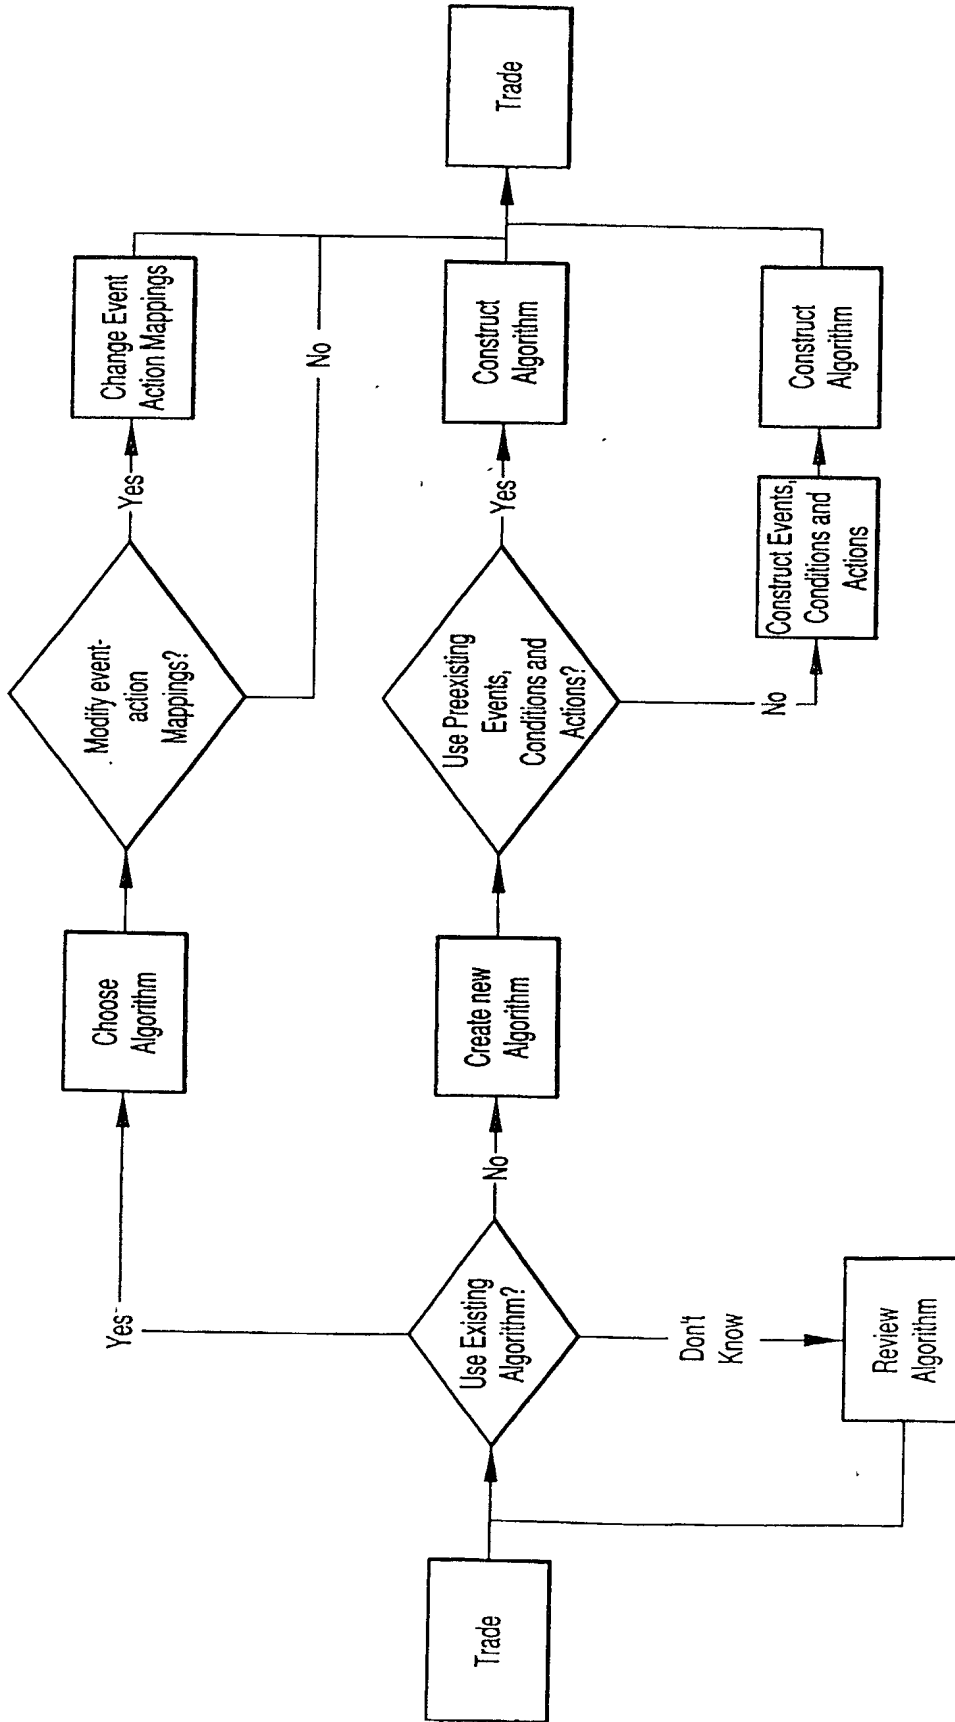 Trade
Use Existing
Algorithm?
Yes
No
Don't
Know
Review
Algorithm
Choose
Algorithm
Create new
Algorithm
Modify event-
action
Mappings?
Yes
No
Change Event
Action Mappings
Use Preexisting
Events,
Conditions and
Actions?
Yes
No
Construct
Algorithm
Construct Events,
Conditions and
Actions
Construct
Algorithm
Trade